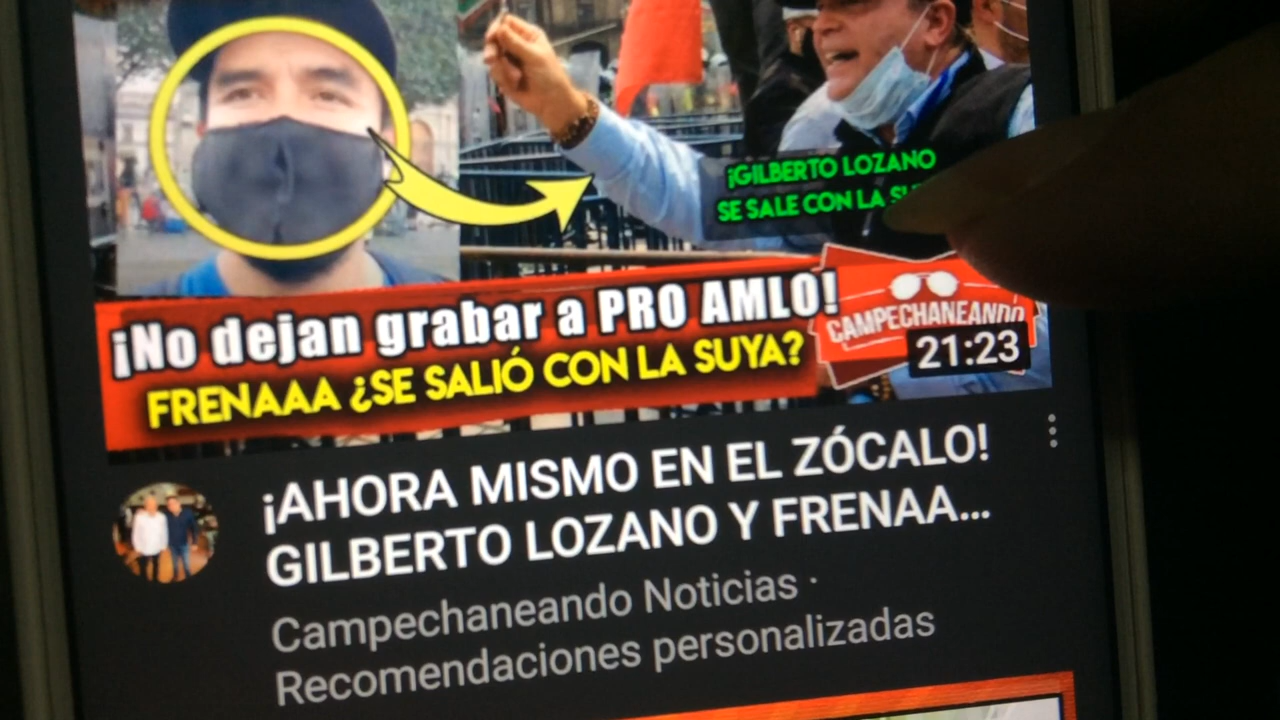 ¡GILBERTO LOZANO
SE SALE CON LA
¡No dejan grabar a PRO AMLO!
FRENAAA ¿SE SALIÓ CON LA SUYA?
CAMPECHANEANDO
21:23
¡AHORA MISMO EN EL ZÓCALO!
GILBERTO LOZANO Y FRENAA...
Campechaneando Noticias ·
Recomendaciones personalizadas